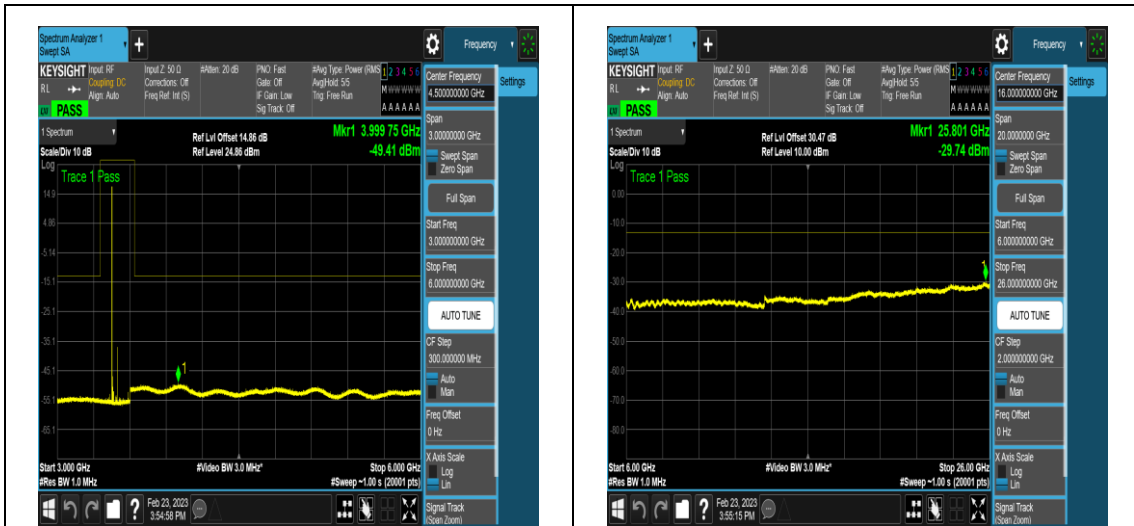 Spectrum Analyzer 1
Swept SA
+
Frequency
KEYSIGHT Input: RF Input Z: 50 Ω #Atten: 20 dB PNO: Fast #Avg Type: Power (RMS 1 2 3 4 5 6
RL Coupling: DC Corrections: Off Gate: Off Avg|Hold: 5/5 M W W W W W
Align: Auto Freq Ref: Int (S) IF Gain: Low Trig: Free Run
PASS Sig Track: Off A A A A A A
Center Frequency
4.500000000 GHz
Settings
1 Spectrum
Ref Lvl Offset 14.86 dB
Mkr1 3.999 75 GHz
Scale/Div 10 dB
Ref Level 24.86 dBm
-49.41 dBm
Log
Trace 1 Pass
14.9
4.86
-5.14
-15.1
-25.1
-35.1
-45.1
-55.1
-65.1
1
Start 3.000 GHz
#Video BW 3.0 MHz*
Stop 6.000 GHz
#Res BW 1.0 MHz
#Sweep ~1.00 s (20001 pts)
Span
3.00000000 GHz
Swept Span
Zero Span
Full Span
Start Freq
3.000000000 GHz
Stop Freq
6.000000000 GHz
AUTO TUNE
CF Step
300.000000 MHz
Auto
Man
Freq Offset
0 Hz
X Axis Scale
Log
Lin
Signal Track
(Span Zoom)
?
Feb 23, 2023
3:54:58 PM
Spectrum Analyzer 1
Swept SA
+
Frequency
KEYSIGHT Input: RF Input Z: 50 Ω #Atten: 20 dB PNO: Fast #Avg Type: Power (RMS 1 2 3 4 5 6
RL Coupling: DC Corrections: Off Gate: Off Avg|Hold: 5/5 M W W W W W
Align: Auto Freq Ref: Int (S) IF Gain: Low Trig: Free Run
PASS Sig Track: Off A A A A A A
Center Frequency
16.000000000 GHz
Settings
1 Spectrum
Ref Lvl Offset 30.47 dB
Mkr1 25.801 GHz
Scale/Div 10 dB
Ref Level 10.00 dBm
-29.74 dBm
Log
Trace 1 Pass
0.00
-10.0
-20.0
-30.0
-40.0
-50.0
-60.0
-70.0
-80.0
1
Start 6.00 GHz
#Video BW 3.0 MHz*
Stop 26.00 GHz
#Res BW 1.0 MHz
#Sweep ~1.00 s (20001 pts)
Span
20.0000000 GHz
Swept Span
Zero Span
Full Span
Start Freq
6.000000000 GHz
Stop Freq
26.000000000 GHz
AUTO TUNE
CF Step
2.000000000 GHz
Auto
Man
Freq Offset
0 Hz
X Axis Scale
Log
Lin
Signal Track
(Span Zoom)
?
Feb 23, 2023
3:55:15 PM